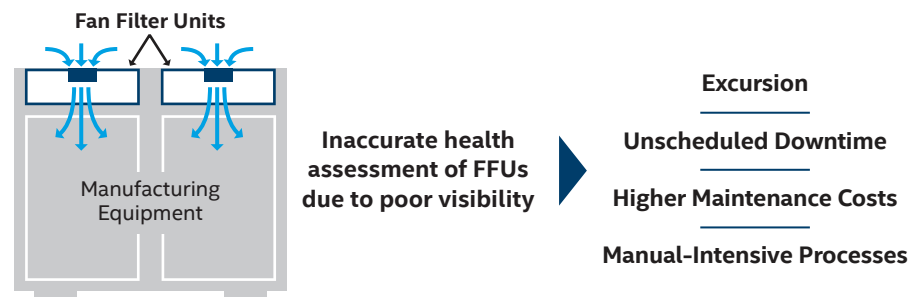 Fan Filter Units
Manufacturing
Equipment
Inaccurate health
assessment of FFUs
due to poor visibility
Excursion
Unscheduled Downtime
Higher Maintenance Costs
Manual-Intensive Processes